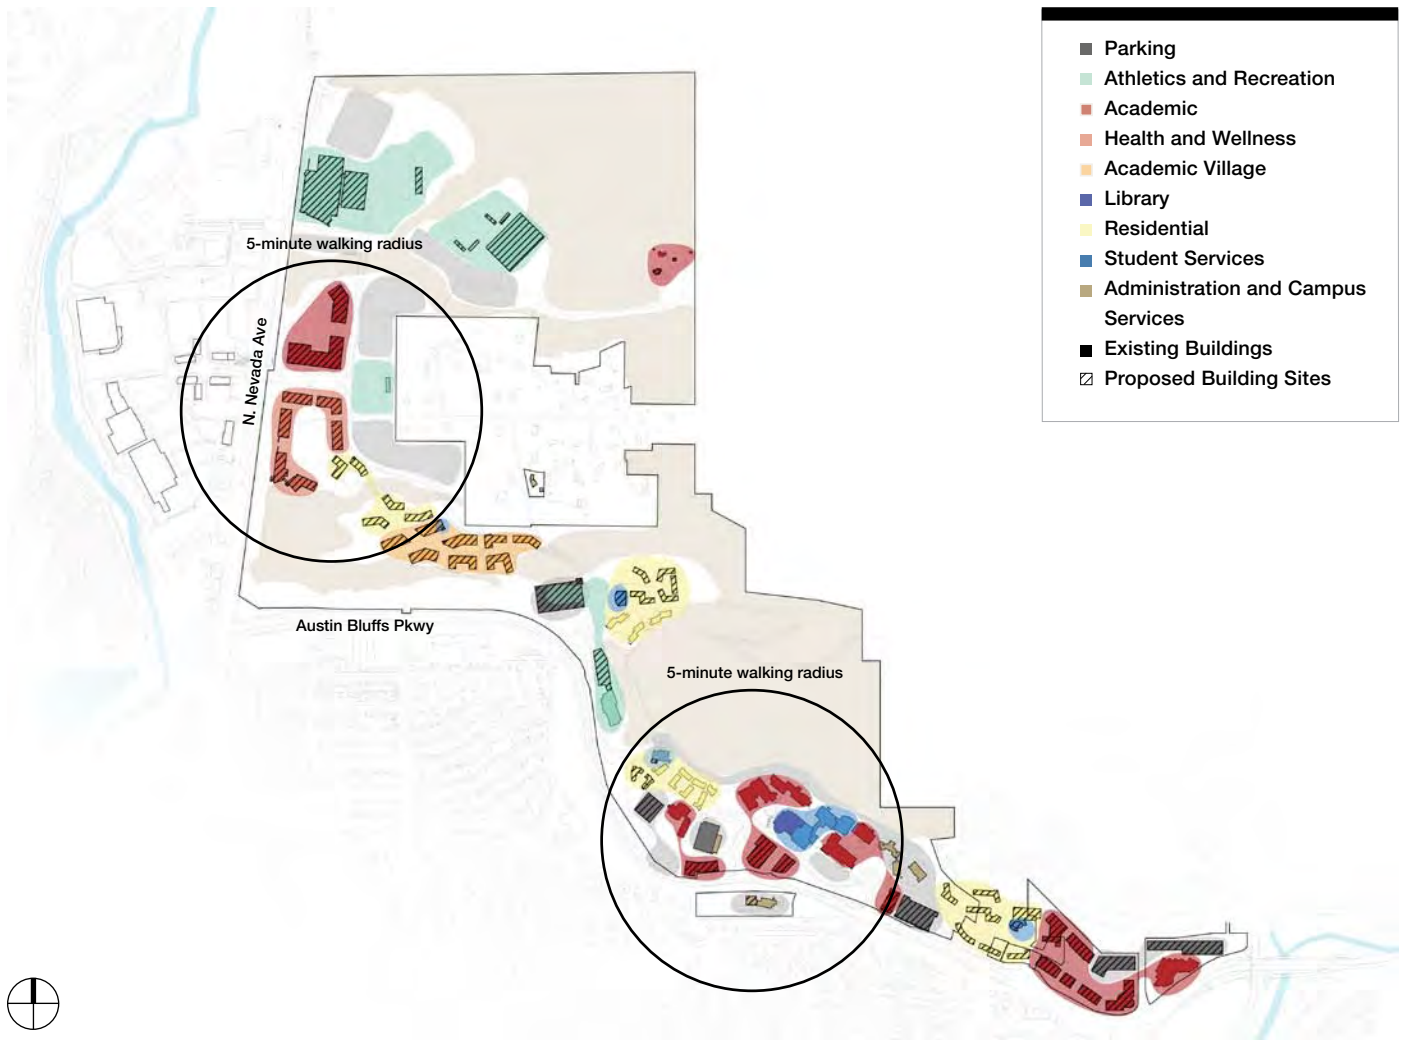 Parking
Athletics and Recreation
Academic
Health and Wellness
Academic Village
Library
Residential
Student Services
Administration and Campus
Services
Existing Buildings
Proposed Building Sites
5-minute walking radius
N. Nevada Ave
Austin Bluffs Pkwy
5-minute walking radius